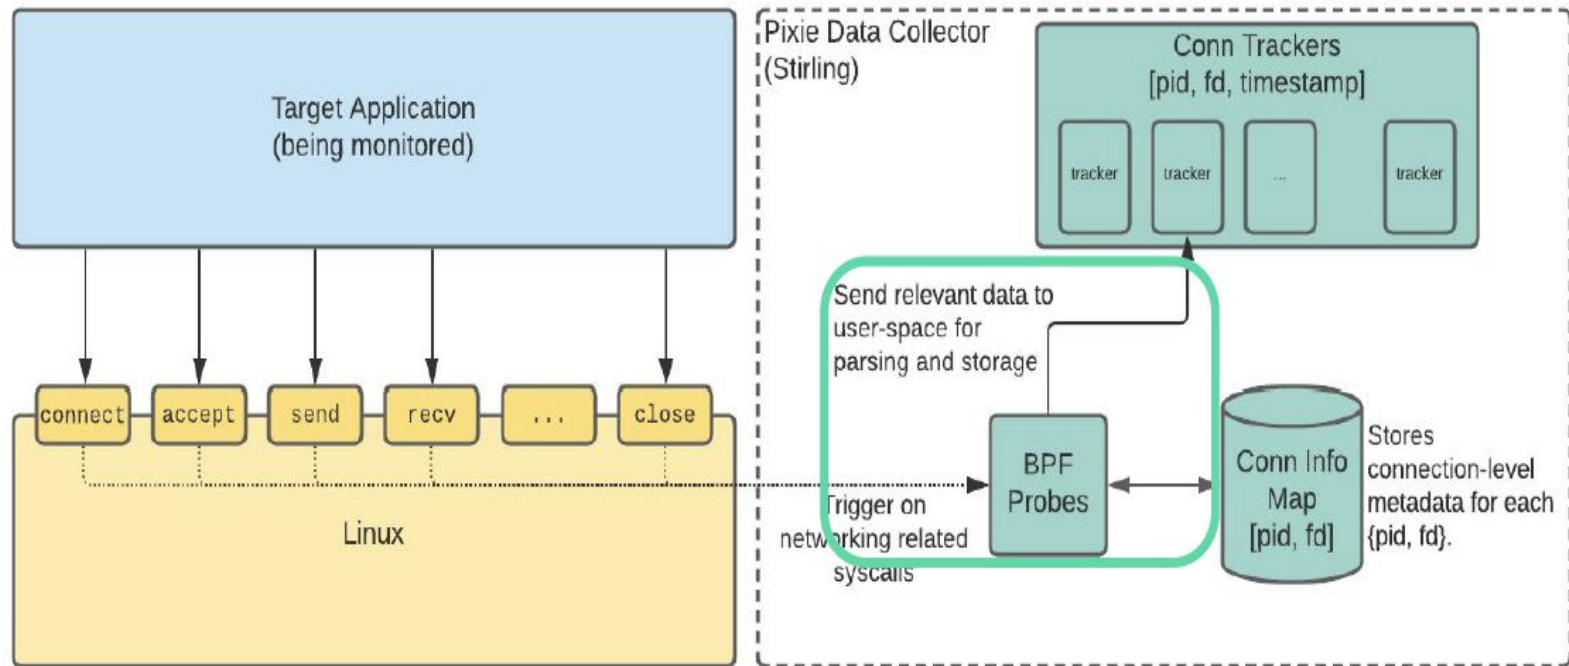 Target Application
(being monitored)
connect
accept
send
recv
...
close
Linux
Pixie Data Collector
(Stirling)
Conn Trackers
[pid, fd, timestamp]
tracker
tracker
...
tracker
Send relevant data to
user-space for
parsing and storage
BPF
Probes
Trigger on
networking related
syscalls
Conn Info
Map
[pid, fd]
Stores
connection-level
metadata for each
{pid, fd}.